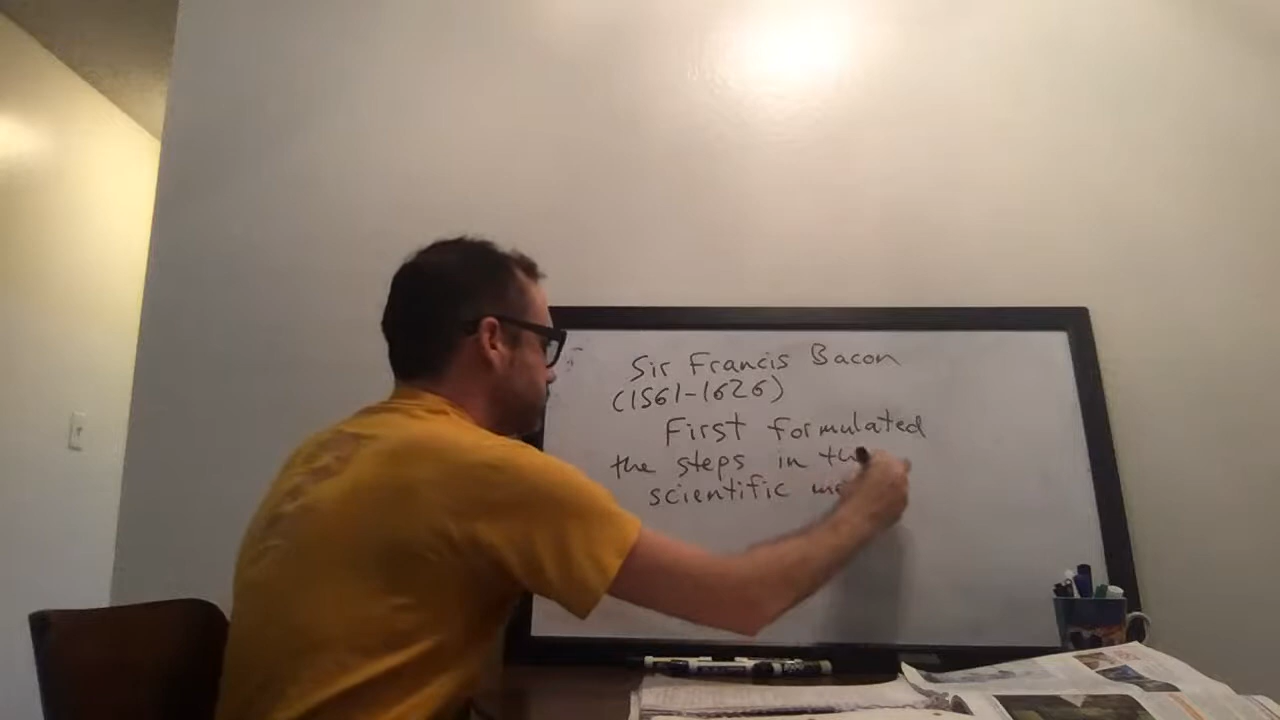 Sir Francis Bacon
(1561-1626)
First formulated
the steps in
scientific